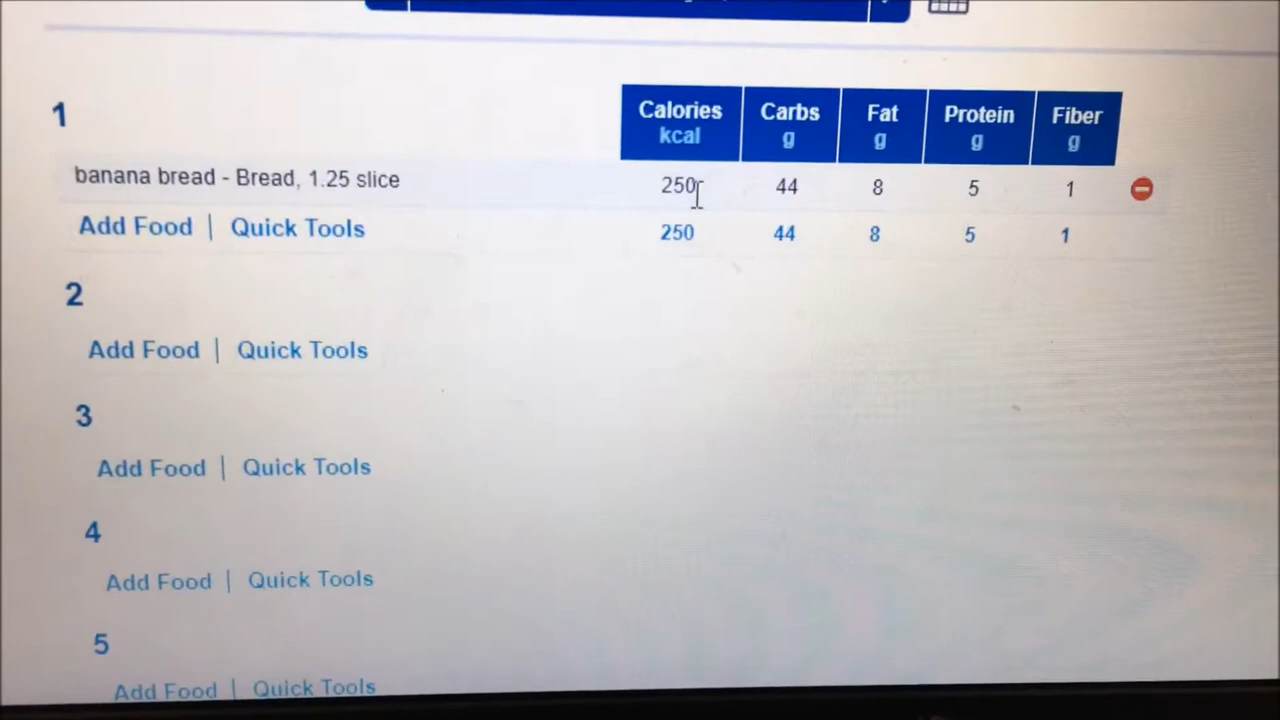 1 Calories Carbs Fat Protein Fiber
kcal g g g g
banana bread - Bread, 1.25 slice 250 44 8 5 1
Add Food | Quick Tools 250 44 8 5 1
2
Add Food | Quick Tools
3
Add Food | Quick Tools
4
Add Food | Quick Tools
5
Add Food | Quick Tools